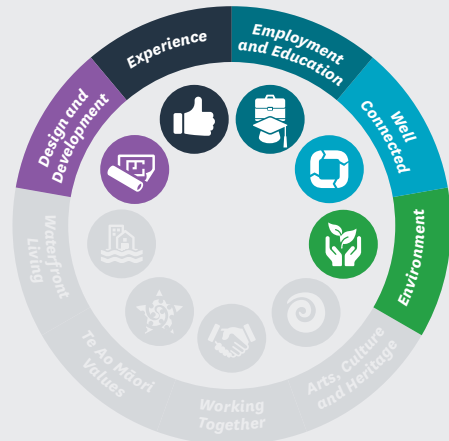 Experience
Employment
and Education
Well
Connected
Environment
Arts, Culture
and Heritage
Working
Together
Te Ao Māori
Values
Waterfront
Living
Design and
Development